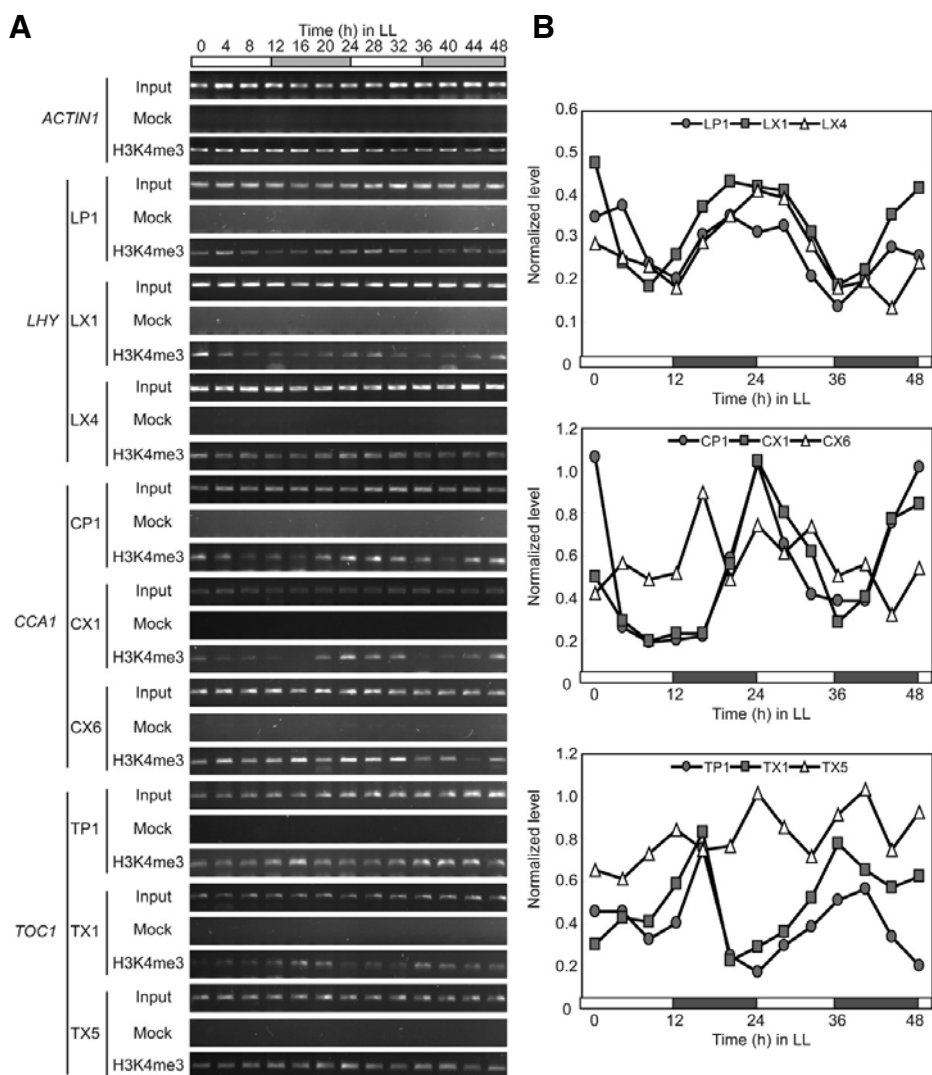 A
Time (h) in LL
0 4 8 12 16 20 24 28 32 36 40 44 48
ACTIN1
Input
Mock
H3K4me3
LHY
LP1
Input
Mock
H3K4me3
LX1
Input
Mock
H3K4me3
LX4
Input
Mock
H3K4me3
CCA1
CP1
Input
Mock
H3K4me3
CX1
Input
Mock
H3K4me3
CX6
Input
Mock
H3K4me3
TOC1
TP1
Input
Mock
H3K4me3
TX1
Input
Mock
H3K4me3
TX5
Input
Mock
H3K4me3
B
LP1 LX1 LX4
Normalized level
0.6
0.5
0.4
0.3
0.2
0.1
0
0 12 24 36 48
Time (h) in LL
CP1 CX1 CX6
Normalized level
1.2
1.0
0.8
0.6
0.4
0.2
0
0 12 24 36 48
Time (h) in LL
TP1 TX1 TX5
Normalized level
1.2
1.0
0.8
0.6
0.4
0.2
0
0 12 24 36 48
Time (h) in LL